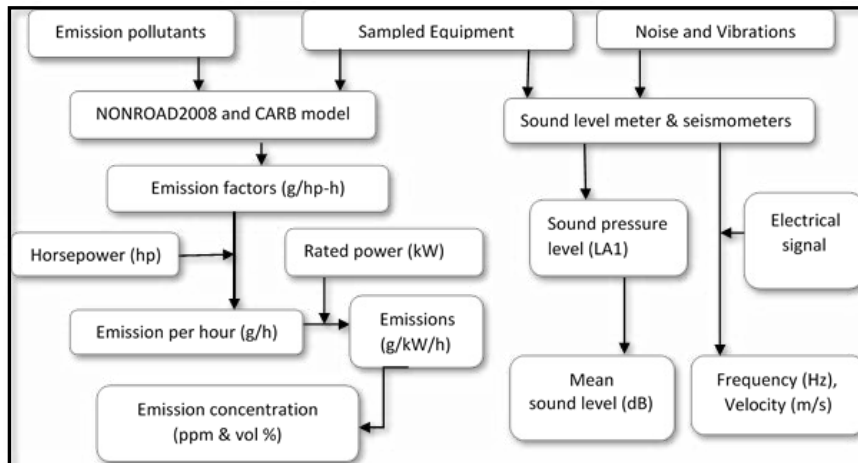 Emission pollutants
Sampled Equipment
Noise and Vibrations
NONROAD2008 and CARB model
Sound level meter & seismometers
Emission factors (g/hp-h)
Sound pressure
level (LA1)
Electrical
signal
Horsepower (hp)
Rated power (kW)
Emission per hour (g/h)
Emissions
(g/kW/h)
Mean
sound level (dB)
Frequency (Hz),
Velocity (m/s)
Emission concentration
(ppm & vol %)